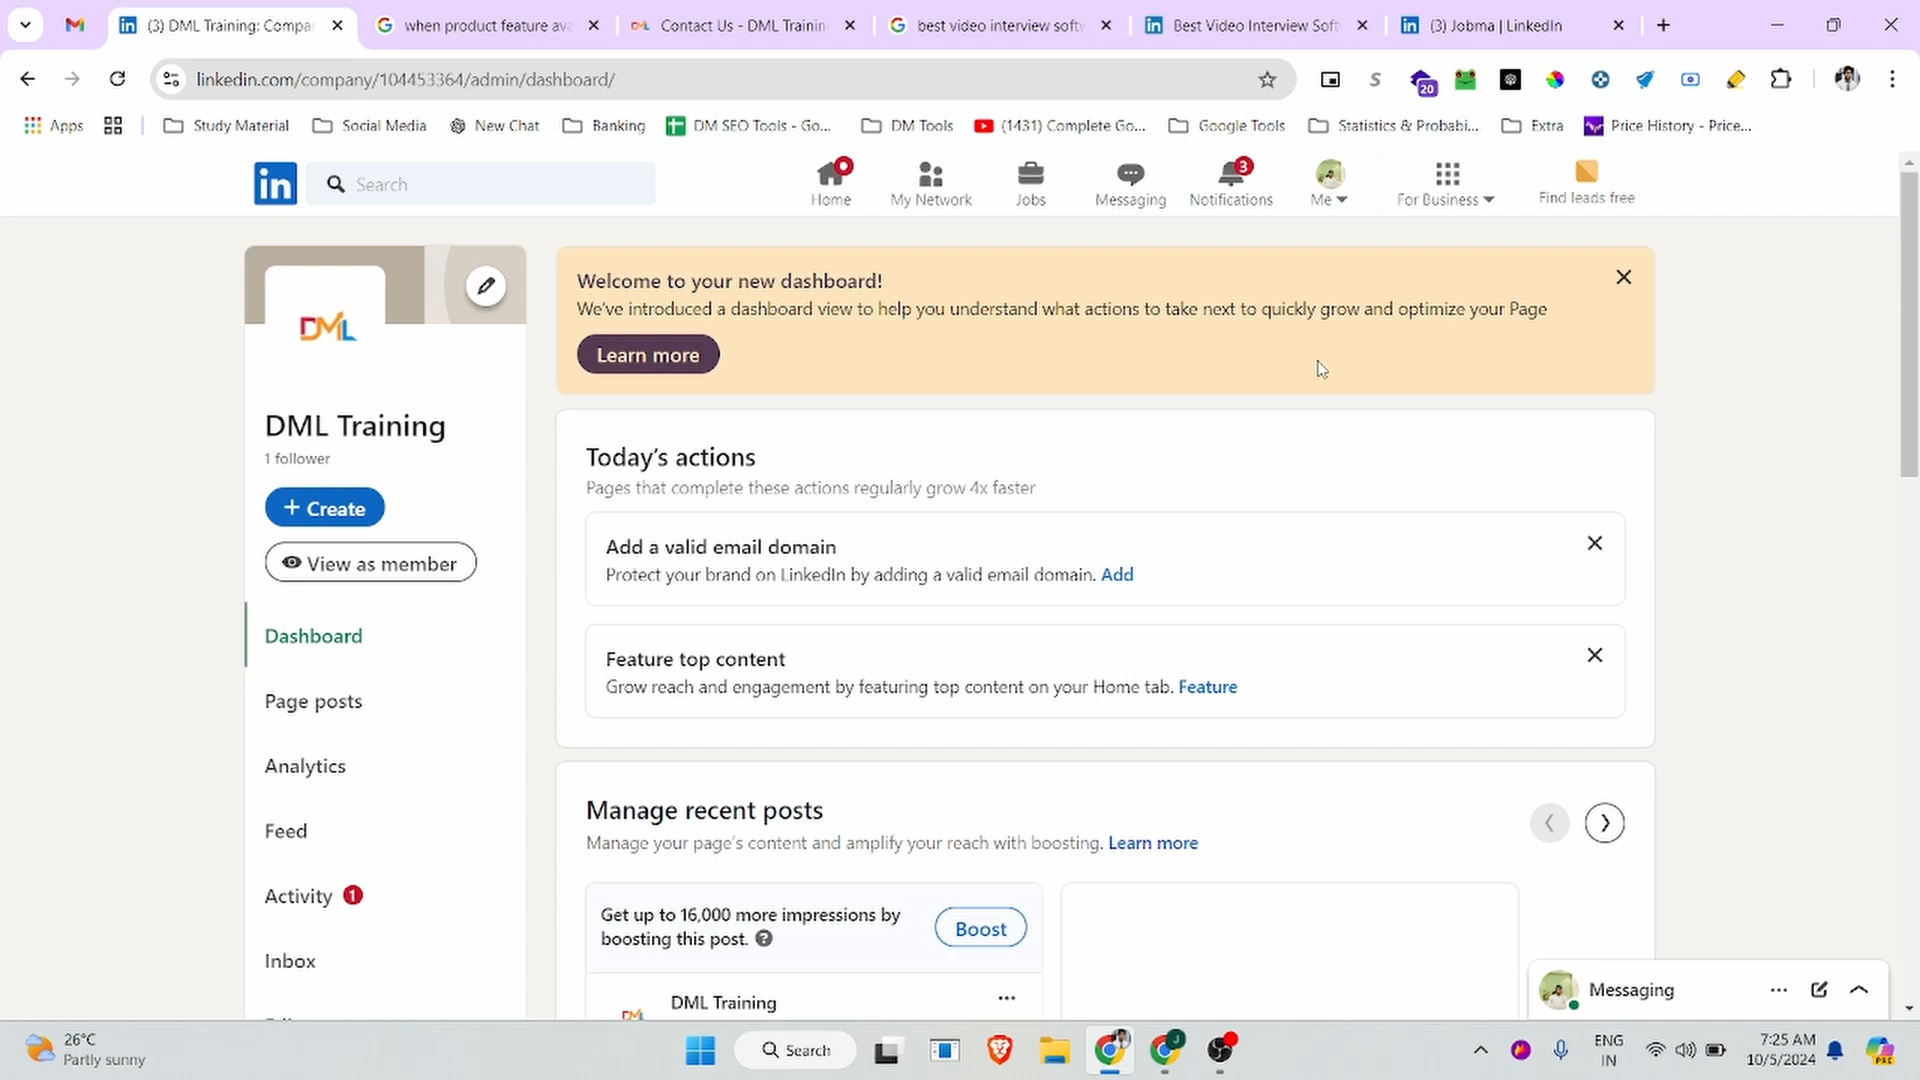 (3) DML Training: Compar
when product feature ava
DML
Contact Us - DML Training
best video interview softw
Best Video Interview Soft
(3) Jobma | LinkedIn
linkedin.com/company/104453364/admin/dashboard/
20
Apps
Study Material
Social Media
New Chat
Banking
DM SEO Tools - Go...
DM Tools
(1431) Complete Go...
Google Tools
Statistics & Probabi...
Extra
Price History - Price...
in
Search
Home
My Network
Jobs
Messaging
3
Notifications
Me
For Business
Find leads free
DML
DML Training
1 follower
+ Create
View as member
Dashboard
Page posts
Analytics
Feed
Activity 1
Inbox
Welcome to your new dashboard!
We've introduced a dashboard view to help you understand what actions to take next to quickly grow and optimize your Page
Learn more
Today's actions
Pages that complete these actions regularly grow 4x faster
Add a valid email domain
Protect your brand on LinkedIn by adding a valid email domain. Add
Feature top content
Grow reach and engagement by featuring top content on your Home tab. Feature
Manage recent posts
Manage your page's content and amplify your reach with boosting. Learn more
Get up to 16,000 more impressions by
boosting this post.
Boost
DML Training
DML
Messaging
26°C
Partly sunny
Search
ENG
IN
7:25 AM
10/5/2024